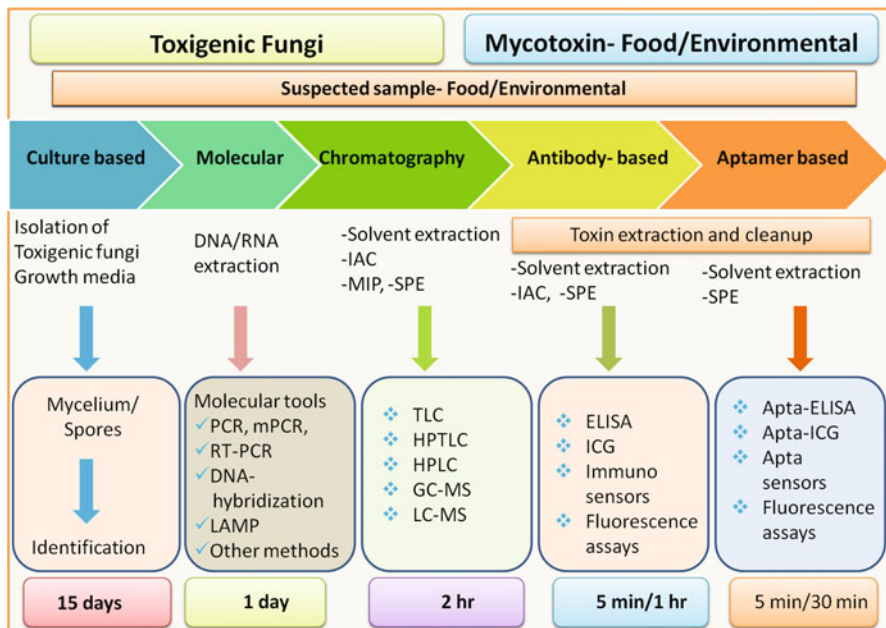 Toxigenic Fungi
Mycotoxin- Food/Environmental
Suspected sample- Food/Environmental
Culture based
Molecular
Chromatography
Antibody- based
Aptamer based
Isolation of
Toxigenic fungi
Growth media
DNA/RNA
extraction
-Solvent extraction
-IAC
-MIP, -SPE
Toxin extraction and cleanup
-Solvent extraction
-IAC, -SPE
-Solvent extraction
-SPE
Mycelium/
Spores
Identification
Molecular tools
✓PCR, mPCR,
✓RT-PCR
✓DNA-
hybridization
✓LAMP
✓Other methods
❖ TLC
❖ HPTLC
❖ HPLC
❖ GC-MS
❖ LC-MS
❖ ELISA
❖ ICG
❖ Immuno
sensors
❖ Fluorescence
assays
❖ Apta-ELISA
❖ Apta-ICG
❖ Apta
sensors
❖ Fluorescence
assays
15 days
1 day
2 hr
5 min/1 hr
5 min/30 min